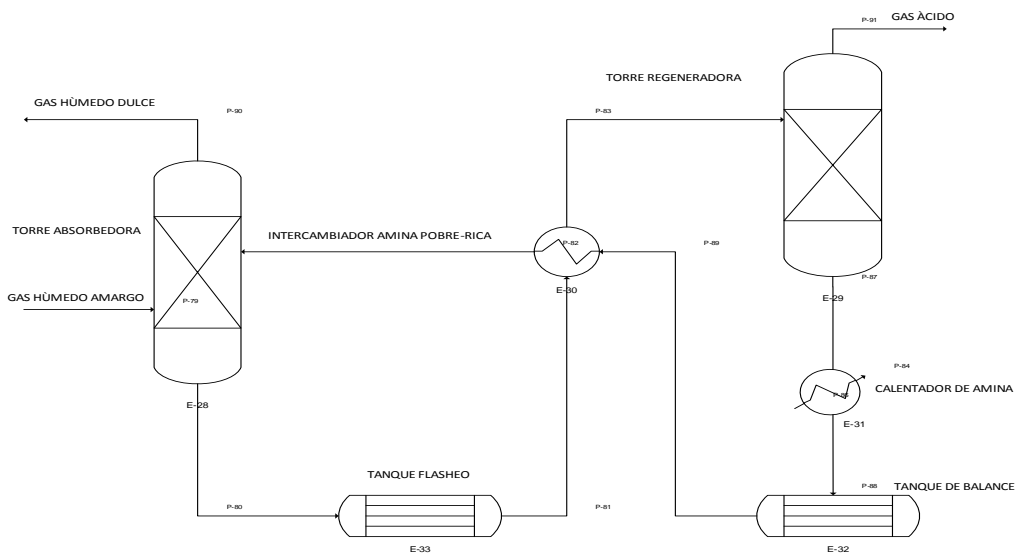 P-91
GAS ÀCIDO
TORRE REGENERADORA
GAS HÙMEDO DULCE
P-90
P-83
TORRE ABSORBEDORA
INTERCAMBIADOR AMINA POBRE-RICA
P-82
P-89
E-30
P-87
E-29
GAS HÙMEDO AMARGO
P-79
P-84
CALENTADOR DE AMINA
E-31
E-28
TANQUE FLASHEO
P-88
TANQUE DE BALANCE
P-80
P-81
E-33
E-32